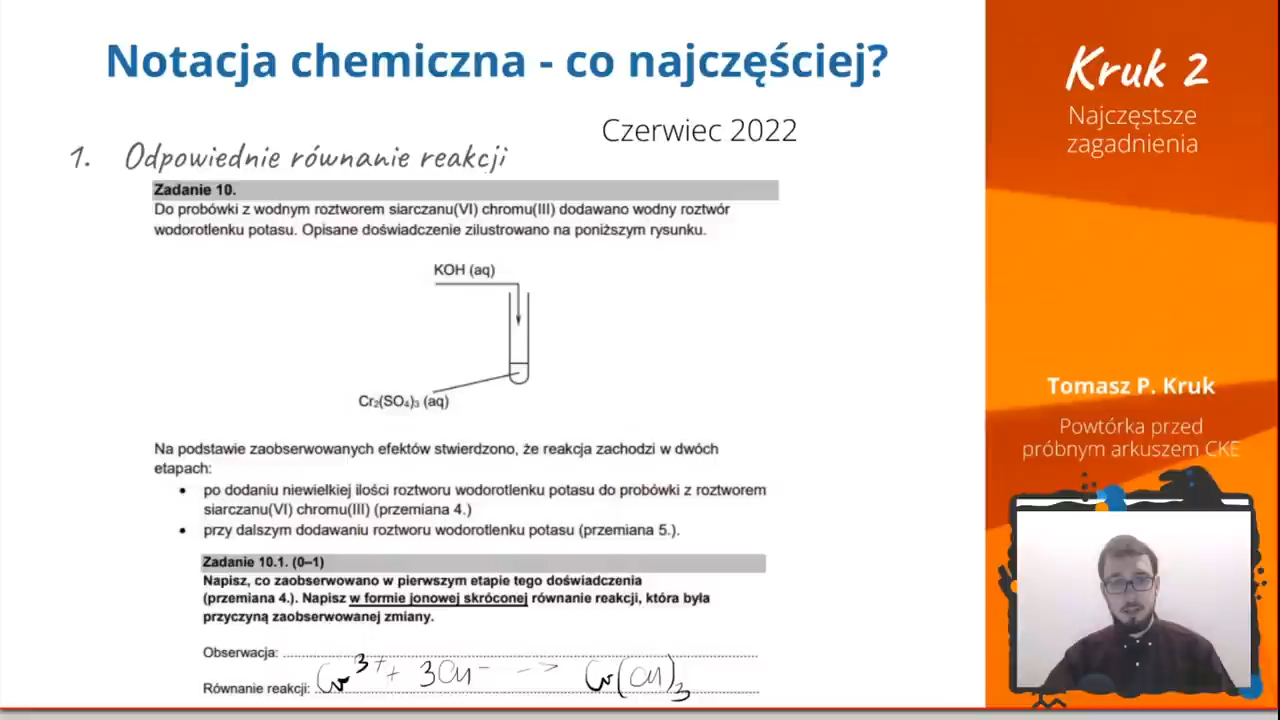 Notacja chemiczna - co najczęściej?
Czerwiec 2022
1. Odpowiednie równanie reakcji
Zadanie 10.
Do probówki z wodnym roztworem siarczanu(VI) chromu(III) dodawano wodny roztwór
wodorotlenku potasu. Opisane doświadczenie zilustrowano na poniższym rysunku.
KOH (aq)
Cr₂(SO₄)₃ (aq)
Na podstawie zaobserwowanych efektów stwierdzono, że reakcja zachodzi w dwóch
etapach:
• po dodaniu niewielkiej ilości roztworu wodorotlenku potasu do probówki z roztworem
siarczanu(VI) chromu(III) (przemiana 4.)
• przy dalszym dodawaniu roztworu wodorotlenku potasu (przemiana 5.).
Zadanie 10.1. (0–1)
Napisz, co zaobserwowano w pierwszym etapie tego doświadczenia
(przemiana 4.). Napisz w formie jonowej skróconej równanie reakcji, która była
przyczyną zaobserwowanej zmiany.
Obserwacja:
Równanie reakcji: Cr³⁺ + 3OH⁻ --> Cr(OH)₃
Kruk 2
Najczęstsze
zagadnienia
Tomasz P. Kruk
Powtórka przed
próbnym arkuszem CKE